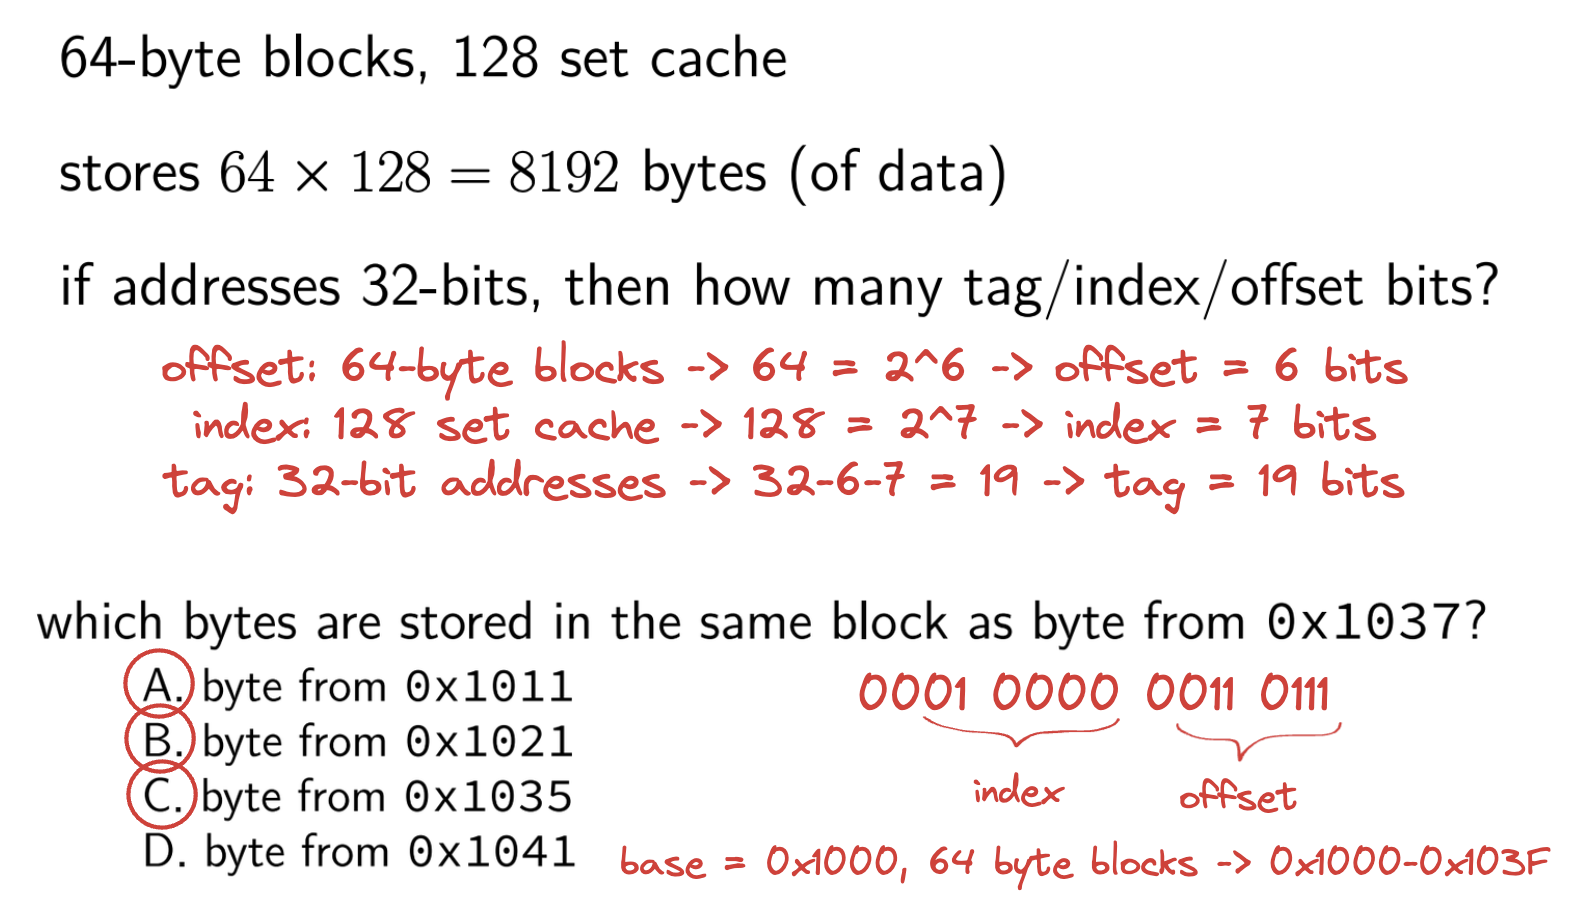 64-byte blocks, 128 set cache
stores 64 × 128 = 8192 bytes (of data)
if addresses 32-bits, then how many tag/index/offset bits?
offset: 64-byte blocks -> 64 = 2^6 -> offset = 6 bits
index: 128 set cache -> 128 = 2^7 -> index = 7 bits
tag: 32-bit addresses -> 32-6-7 = 19 -> tag = 19 bits
which bytes are stored in the same block as byte from 0x1037?
A. byte from 0x1011
B. byte from 0x1021
C. byte from 0x1035
D. byte from 0x1041
0001 0000 0011 0111
index offset
base = 0x1000, 64 byte blocks -> 0x1000-0x103F